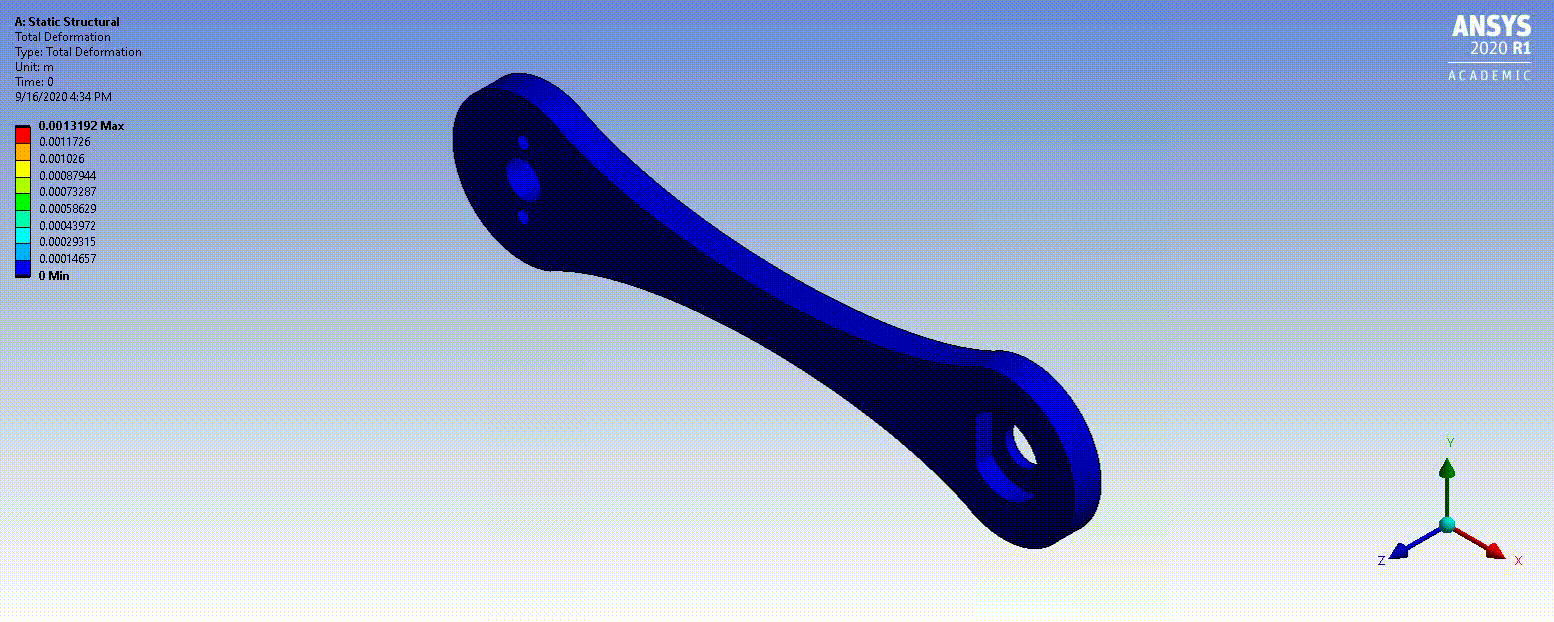 A: Static Structural
Total Deformation
Type: Total Deformation
Unit: m
Time: 0
9/16/2020 4:34 PM
0.0013192 Max
0.0011726
0.001026
0.00087944
0.00073287
0.00058629
0.00043972
0.00029315
0.00014657
0 Min
ANSYS
2020 R1
ACADEMIC
Y
Z
X